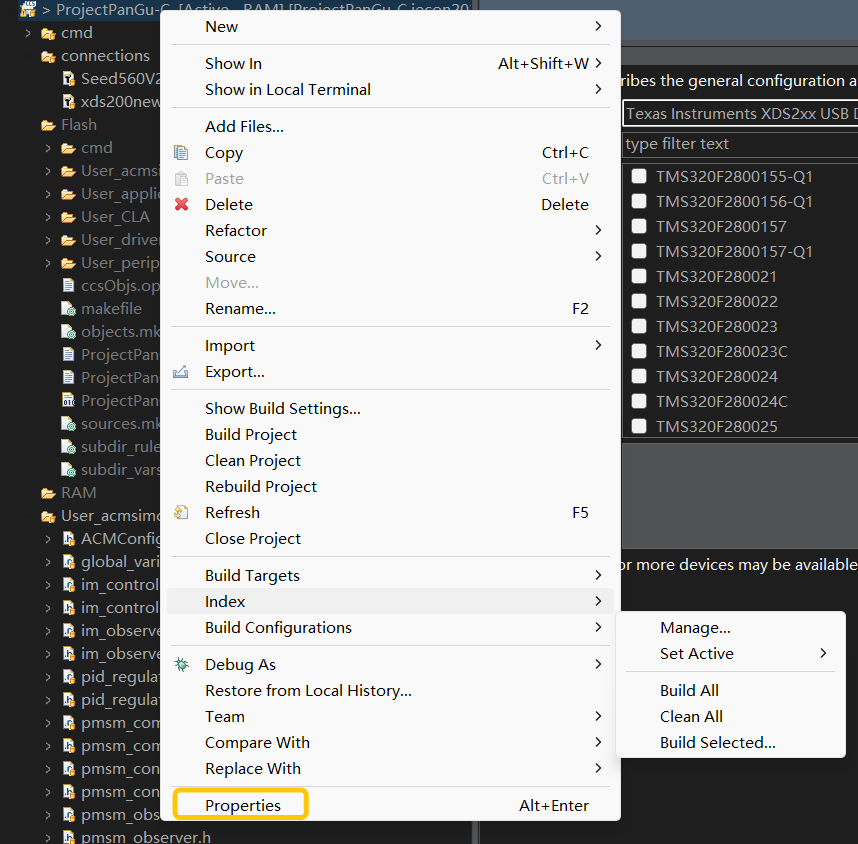 > ProjectPanGu-C [Active - RAM] [ProjectPanGu-C iecon20
cmd
connections
Seed560V2
xds200new
Flash
cmd
User_acmsi
User_applic
User_CLA
User_driver
User_perip
ccsObjs.op
makefile
objects.mk
ProjectPan
ProjectPan
ProjectPan
sources.mk
subdir_rule
subdir_vars
RAM
User_acmsim
ACMConfig
global_vari
im_control
im_control
im_observe
im_observe
pid_regulat
pid_regulat
pmsm_com
pmsm_com
pmsm_con
pmsm_con
pmsm_obs
pmsm_observer.h
New
Show In Alt+Shift+W
Show in Local Terminal
Add Files...
Copy Ctrl+C
Paste Ctrl+V
Delete Delete
Refactor
Source
Move...
Rename... F2
Import
Export...
Show Build Settings...
Build Project
Clean Project
Rebuild Project
Refresh F5
Close Project
Build Targets
Index
Build Configurations
Debug As
Restore from Local History...
Team
Compare With
Replace With
Properties Alt+Enter
Manage...
Set Active
Build All
Clean All
Build Selected...
ribes the general configuration a
Texas Instruments XDS2xx USB D
type filter text
TMS320F2800155-Q1
TMS320F2800156-Q1
TMS320F2800157
TMS320F2800157-Q1
TMS320F280021
TMS320F280022
TMS320F280023
TMS320F280023C
TMS320F280024
TMS320F280024C
TMS320F280025
or more devices may be available